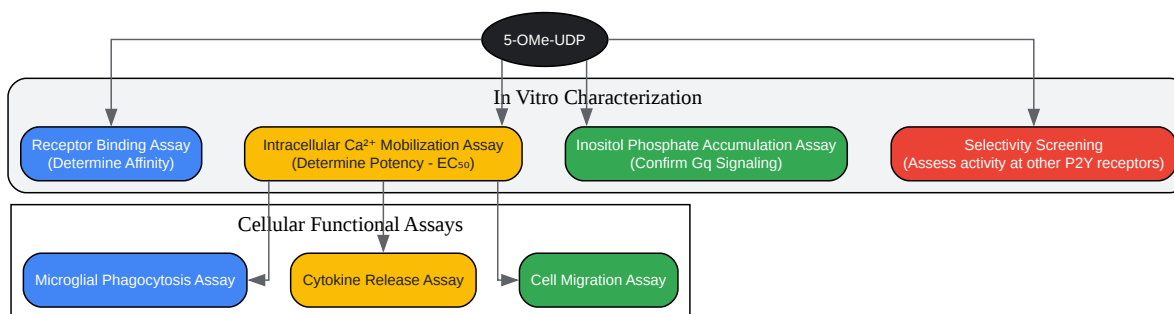 5-OMe-UDP
In Vitro Characterization
Receptor Binding Assay
(Determine Affinity)
Intracellular Ca²⁺ Mobilization Assay
(Determine Potency - EC₅₀)
Inositol Phosphate Accumulation Assay
(Confirm Gq Signaling)
Selectivity Screening
(Assess activity at other P2Y receptors)
Cellular Functional Assays
Microglial Phagocytosis Assay
Cytokine Release Assay
Cell Migration Assay